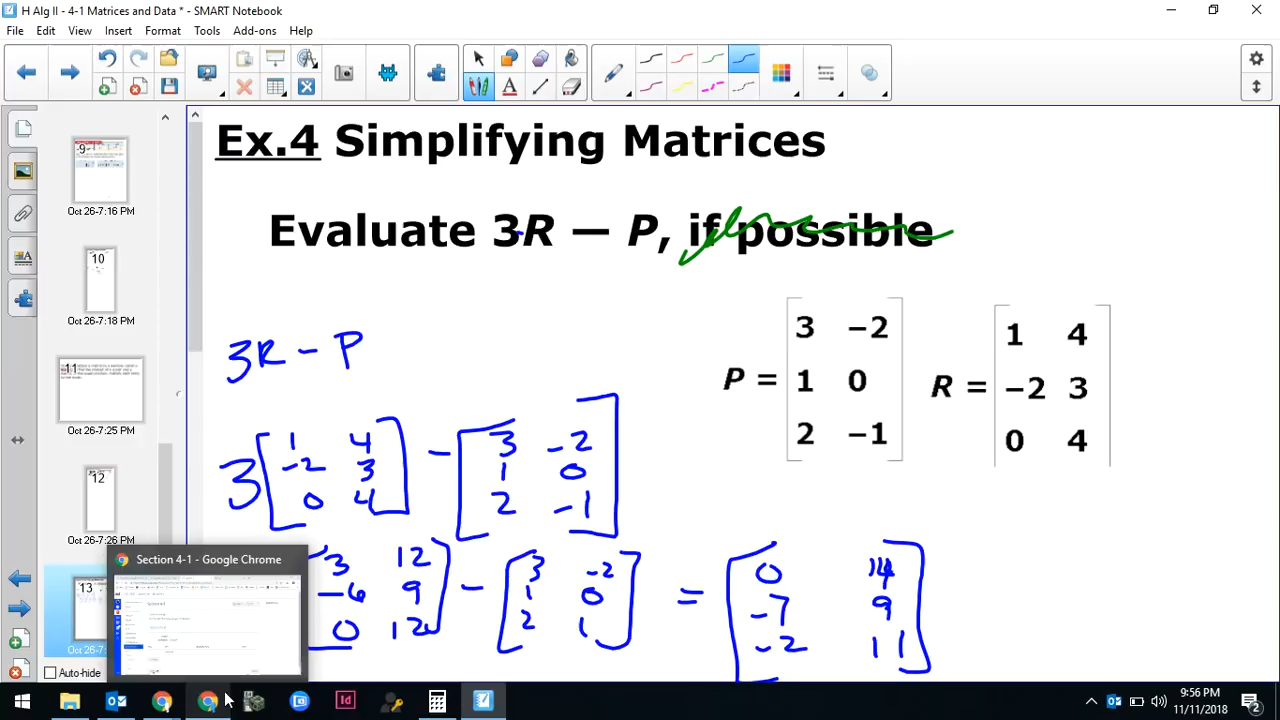 H Alg II - 4-1 Matrices and Data * - SMART Notebook
File Edit View Insert Format Tools Add-ons Help
Ex.4 Simplifying Matrices
Evaluate 3R — P, if possible
3R - P
P = 3 −2
1 0
2 −1
R = 1 4
−2 3
0 4
3 [ 1 4
-2 3
0 4 ] - [ 3 -2
1 0
2 -1 ]
3 12
-6 9
0 12 ] - [ 3 -2
1 0
2 1 ] = [ 0 14
-7 9
-2 11 ]
9
Oct 26-7:16 PM
10
Oct 26-7:18 PM
11
Oct 26-7:25 PM
12
Oct 26-7:26 PM
13
Section 4-1 - Google Chrome
Auto-hide
Id
9:56 PM
11/11/2018
2